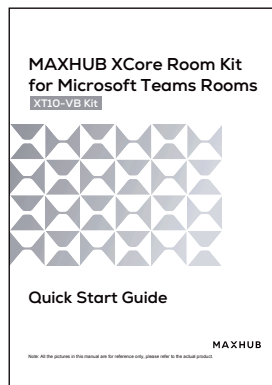 MAXHUB XCore Room Kit
for Microsoft Teams Rooms
XT10-VB Kit
Quick Start Guide
MAXHUB
Note: All the pictures in this manual are for reference only, please refer to the actual product